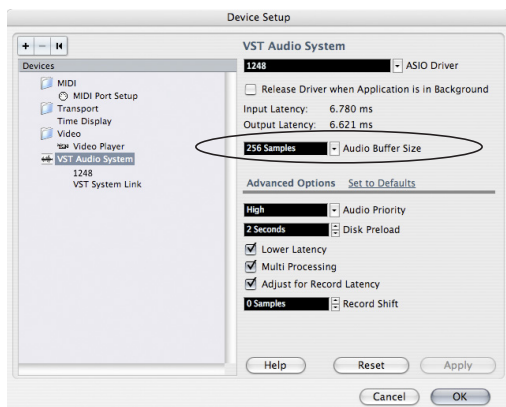 Device Setup
+ –
Devices
MIDI
MIDI Port Setup
Transport
Time Display
Video
Video Player
VST Audio System
1248
VST System Link
VST Audio System
1248 ASIO Driver
Release Driver when Application is in Background
Input Latency: 6.780 ms
Output Latency: 6.621 ms
256 Samples Audio Buffer Size
Advanced Options Set to Defaults
High Audio Priority
2 Seconds Disk Preload
Lower Latency
Multi Processing
Adjust for Record Latency
0 Samples Record Shift
Help Reset Apply
Cancel OK